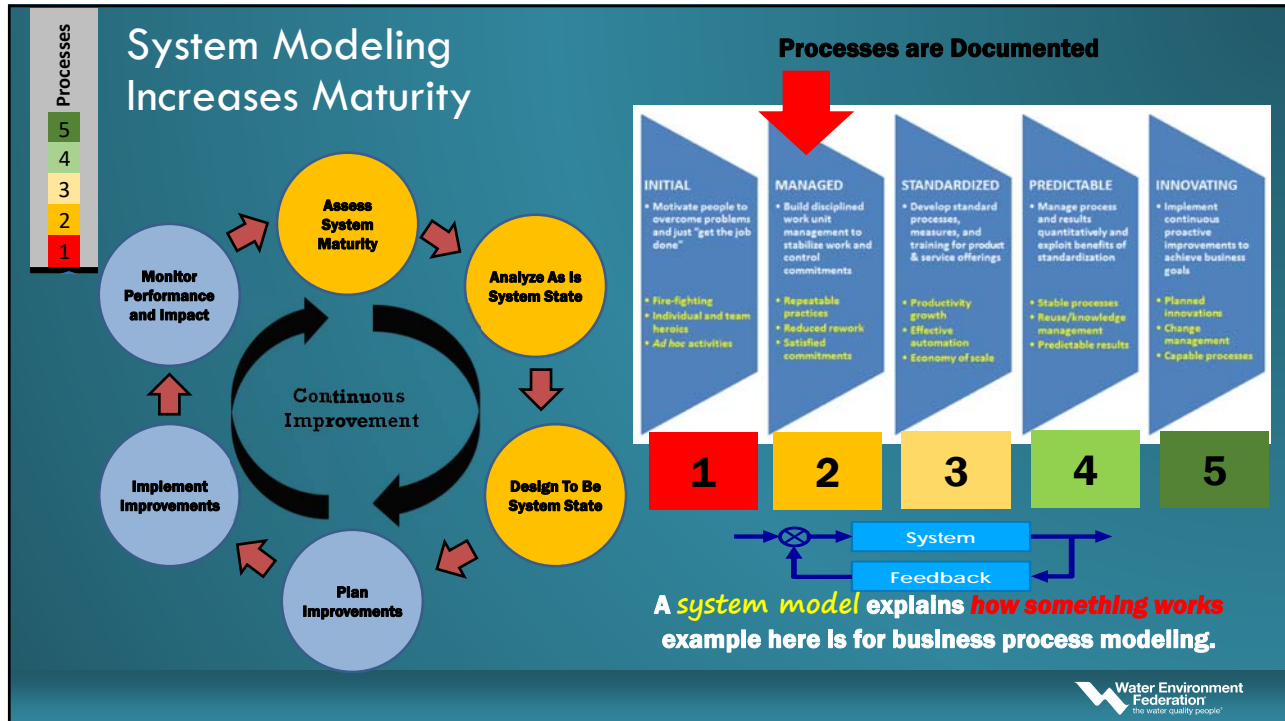 System Modeling
Increases Maturity
Processes
5
4
3
2
1
Assess
System
Maturity
Analyze As Is
System State
Design To Be
System State
Plan
Improvements
Implement
Improvements
Monitor
Performance
and Impact
Continuous
Improvement
Processes are Documented
INITIAL
• Motivate people to
overcome problems
and just "get the job
done"
• Fire-fighting
• Individual and team
heroics
• Ad hoc activities
MANAGED
• Build disciplined
work unit
management to
stabilize work and
control
commitments
• Repeatable
practices
• Reduced rework
• Satisfied
commitments
STANDARDIZED
• Develop standard
processes,
measures, and
training for product
& service offerings
• Productivity
growth
• Effective
automation
• Economy of scale
PREDICTABLE
• Manage process
and results
quantitatively and
exploit benefits of
standardization
• Stable processes
• Reuse/knowledge
management
• Predictable results
INNOVATING
• Implement
continuous
proactive
improvements to
achieve business
goals
• Planned
innovations
• Change
management
• Capable processes
1
2
3
4
5
System
Feedback
A system model explains how something works
example here is for business process modeling.
Water Environment
Federation
the water quality people®